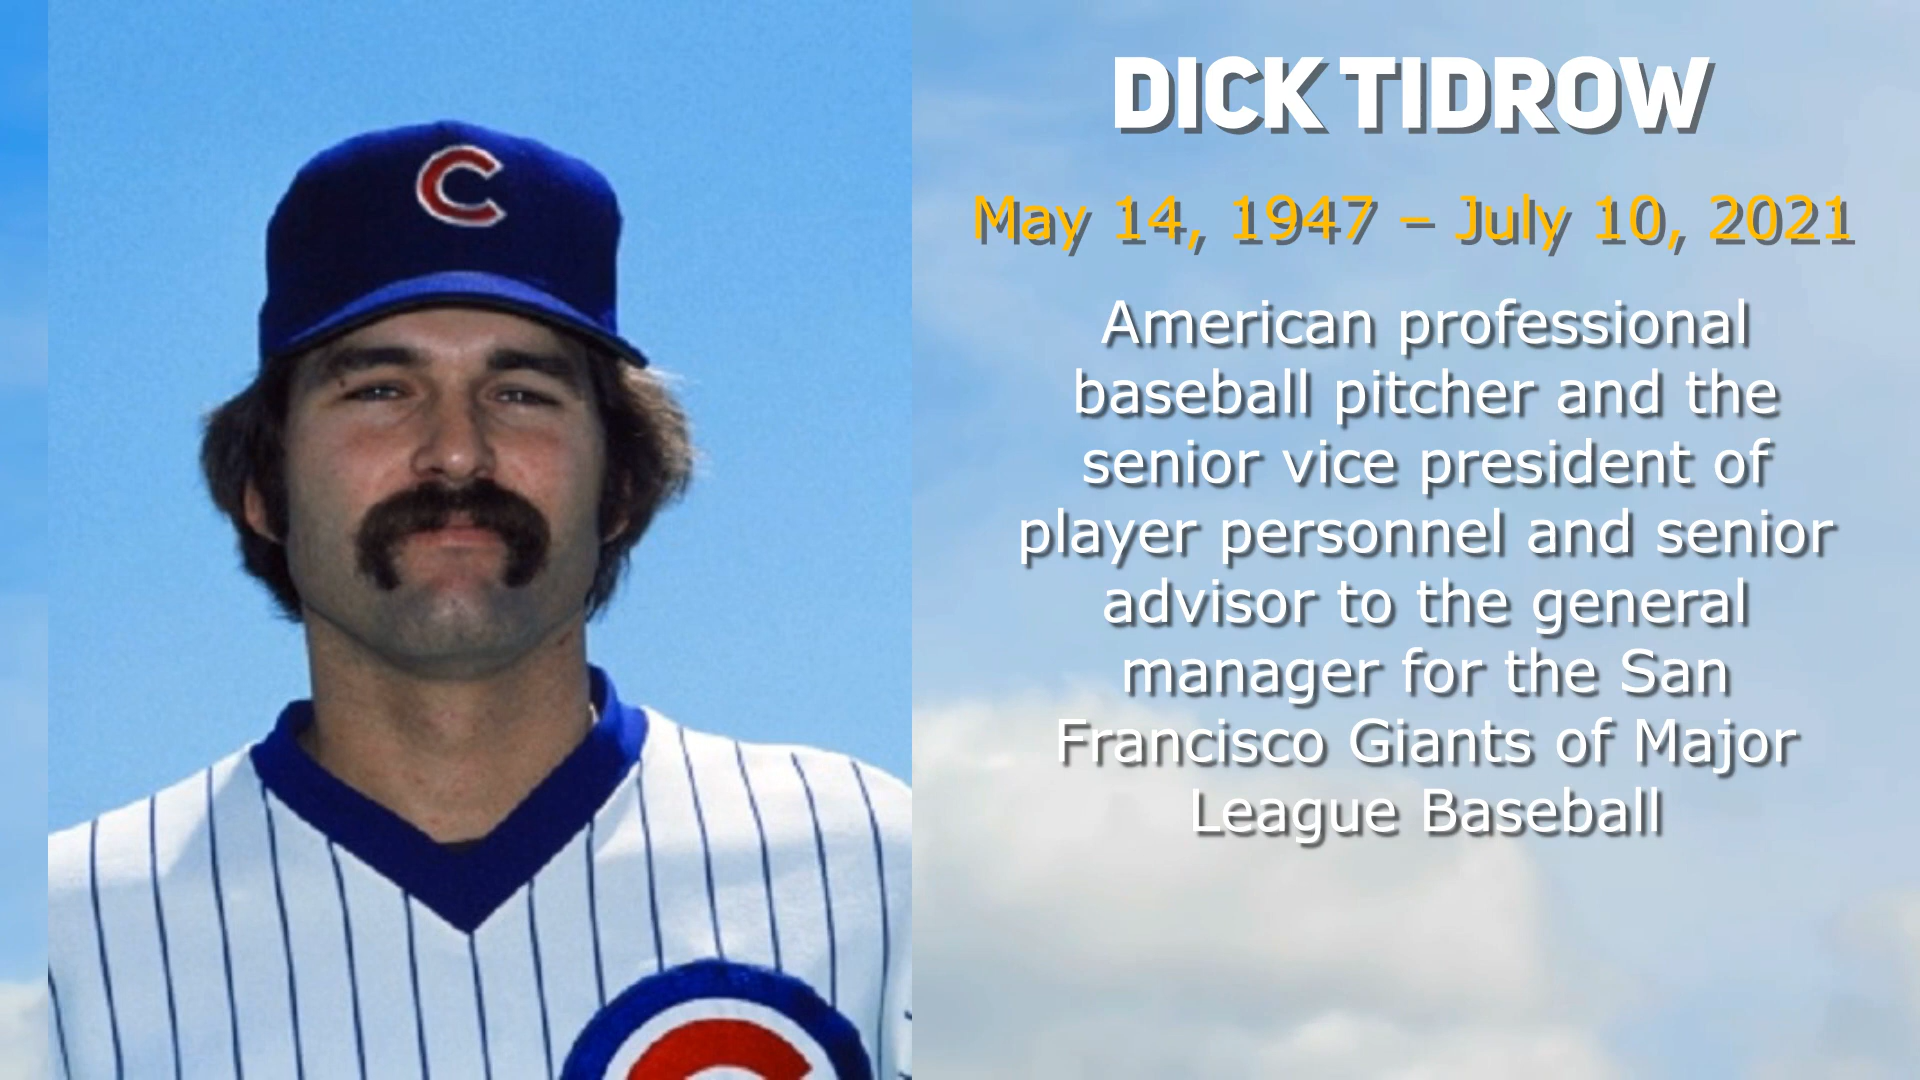 C
DICK TIDROW
May 14, 1947 – July 10, 2021
American professional
baseball pitcher and the
senior vice president of
player personnel and senior
advisor to the general
manager for the San
Francisco Giants of Major
League Baseball